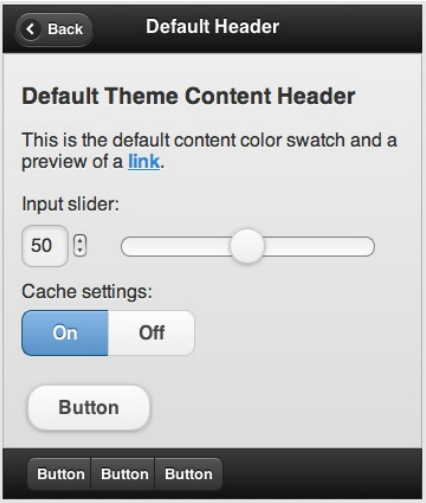 Back
Default Header
Default Theme Content Header
This is the default content color swatch and a
preview of a link.
Input slider:
50
Cache settings:
On Off
Button
Button Button Button